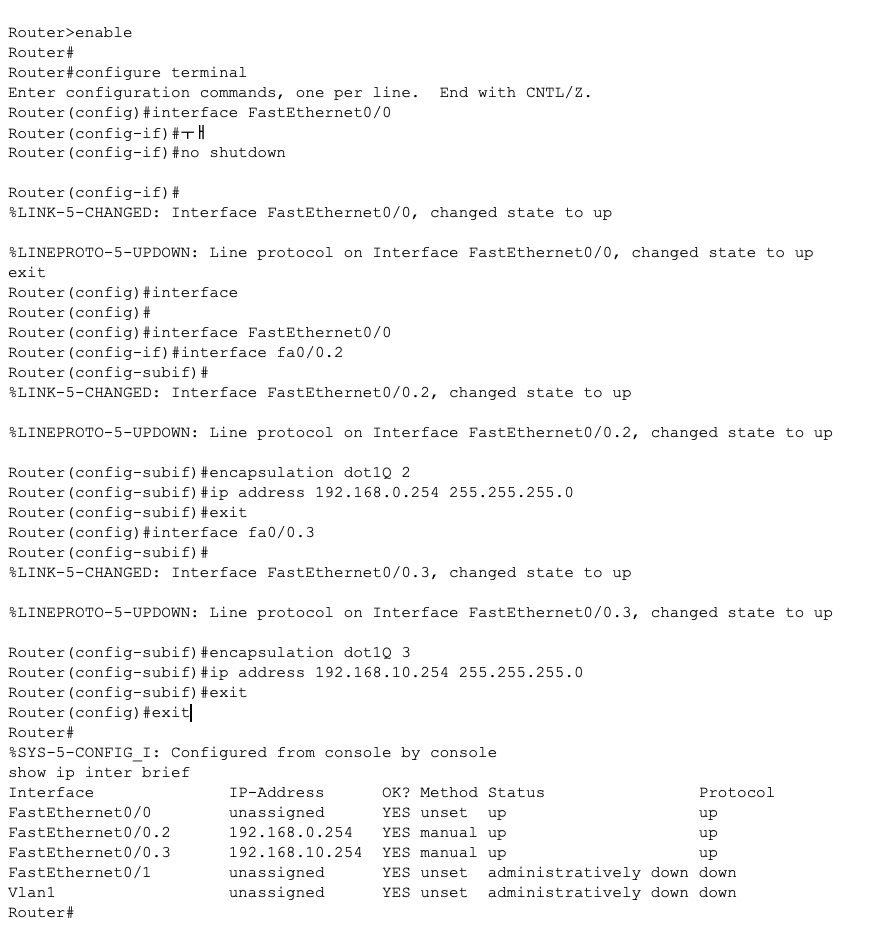 Router>enable
Router#
Router#configure terminal
Enter configuration commands, one per line.  End with CNTL/Z.
Router(config)#interface FastEthernet0/0
Router(config-if)#ㅜㅐ
Router(config-if)#no shutdown
Router(config-if)#
%LINK-5-CHANGED: Interface FastEthernet0/0, changed state to up
%LINEPROTO-5-UPDOWN: Line protocol on Interface FastEthernet0/0, changed state to up
exit
Router(config)#interface
Router(config)#
Router(config)#interface FastEthernet0/0
Router(config-if)#interface fa0/0.2
Router(config-subif)#
%LINK-5-CHANGED: Interface FastEthernet0/0.2, changed state to up
%LINEPROTO-5-UPDOWN: Line protocol on Interface FastEthernet0/0.2, changed state to up
Router(config-subif)#encapsulation dot1Q 2
Router(config-subif)#ip address 192.168.0.254 255.255.255.0
Router(config-subif)#exit
Router(config)#interface fa0/0.3
Router(config-subif)#
%LINK-5-CHANGED: Interface FastEthernet0/0.3, changed state to up
%LINEPROTO-5-UPDOWN: Line protocol on Interface FastEthernet0/0.3, changed state to up
Router(config-subif)#encapsulation dot1Q 3
Router(config-subif)#ip address 192.168.10.254 255.255.255.0
Router(config-subif)#exit
Router(config)#exit
Router#
%SYS-5-CONFIG_I: Configured from console by console
show ip inter brief
Interface              IP-Address      OK? Method Status                Protocol
FastEthernet0/0        unassigned      YES unset  up                    up
FastEthernet0/0.2      192.168.0.254   YES manual up                    up
FastEthernet0/0.3      192.168.10.254  YES manual up                    up
FastEthernet0/1        unassigned      YES unset  administratively down down
Vlan1                  unassigned      YES unset  administratively down down
Router#